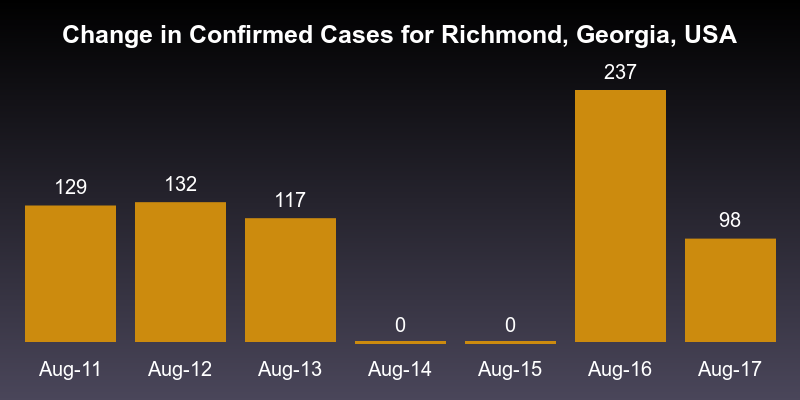 Change in Confirmed Cases for Richmond, Georgia, USA
237
129 132 117 0 0 98
Aug-11 Aug-12 Aug-13 Aug-14 Aug-15 Aug-16 Aug-17